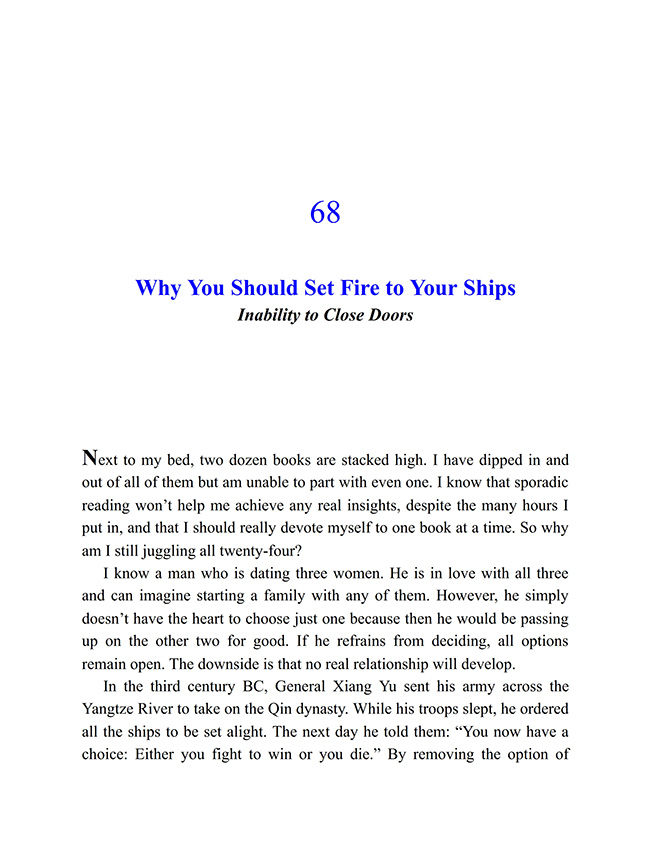 68
Why You Should Set Fire to Your Ships
Inability to Close Doors
Next to my bed, two dozen books are stacked high. I have dipped in and
out of all of them but am unable to part with even one. I know that sporadic
reading won’t help me achieve any real insights, despite the many hours I
put in, and that I should really devote myself to one book at a time. So why
am I still juggling all twenty-four?
I know a man who is dating three women. He is in love with all three
and can imagine starting a family with any of them. However, he simply
doesn’t have the heart to choose just one because then he would be passing
up on the other two for good. If he refrains from deciding, all options
remain open. The downside is that no real relationship will develop.
In the third century BC, General Xiang Yu sent his army across the
Yangtze River to take on the Qin dynasty. While his troops slept, he ordered
all the ships to be set alight. The next day he told them: “You now have a
choice: Either you fight to win or you die.” By removing the option of